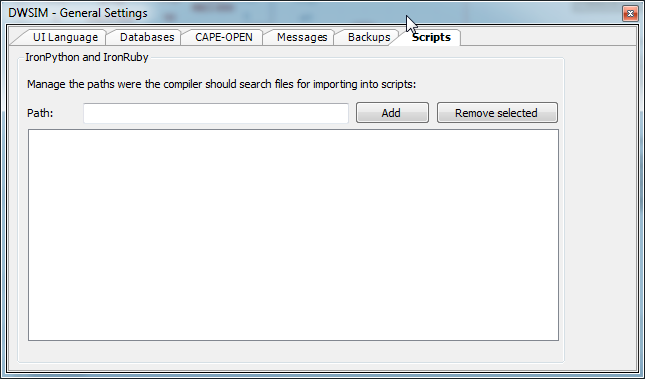 DWSIM - General Settings
UI Language Databases CAPE-OPEN Messages Backups Scripts
IronPython and IronRuby
Manage the paths were the compiler should search files for importing into scripts:
Path: Add Remove selected